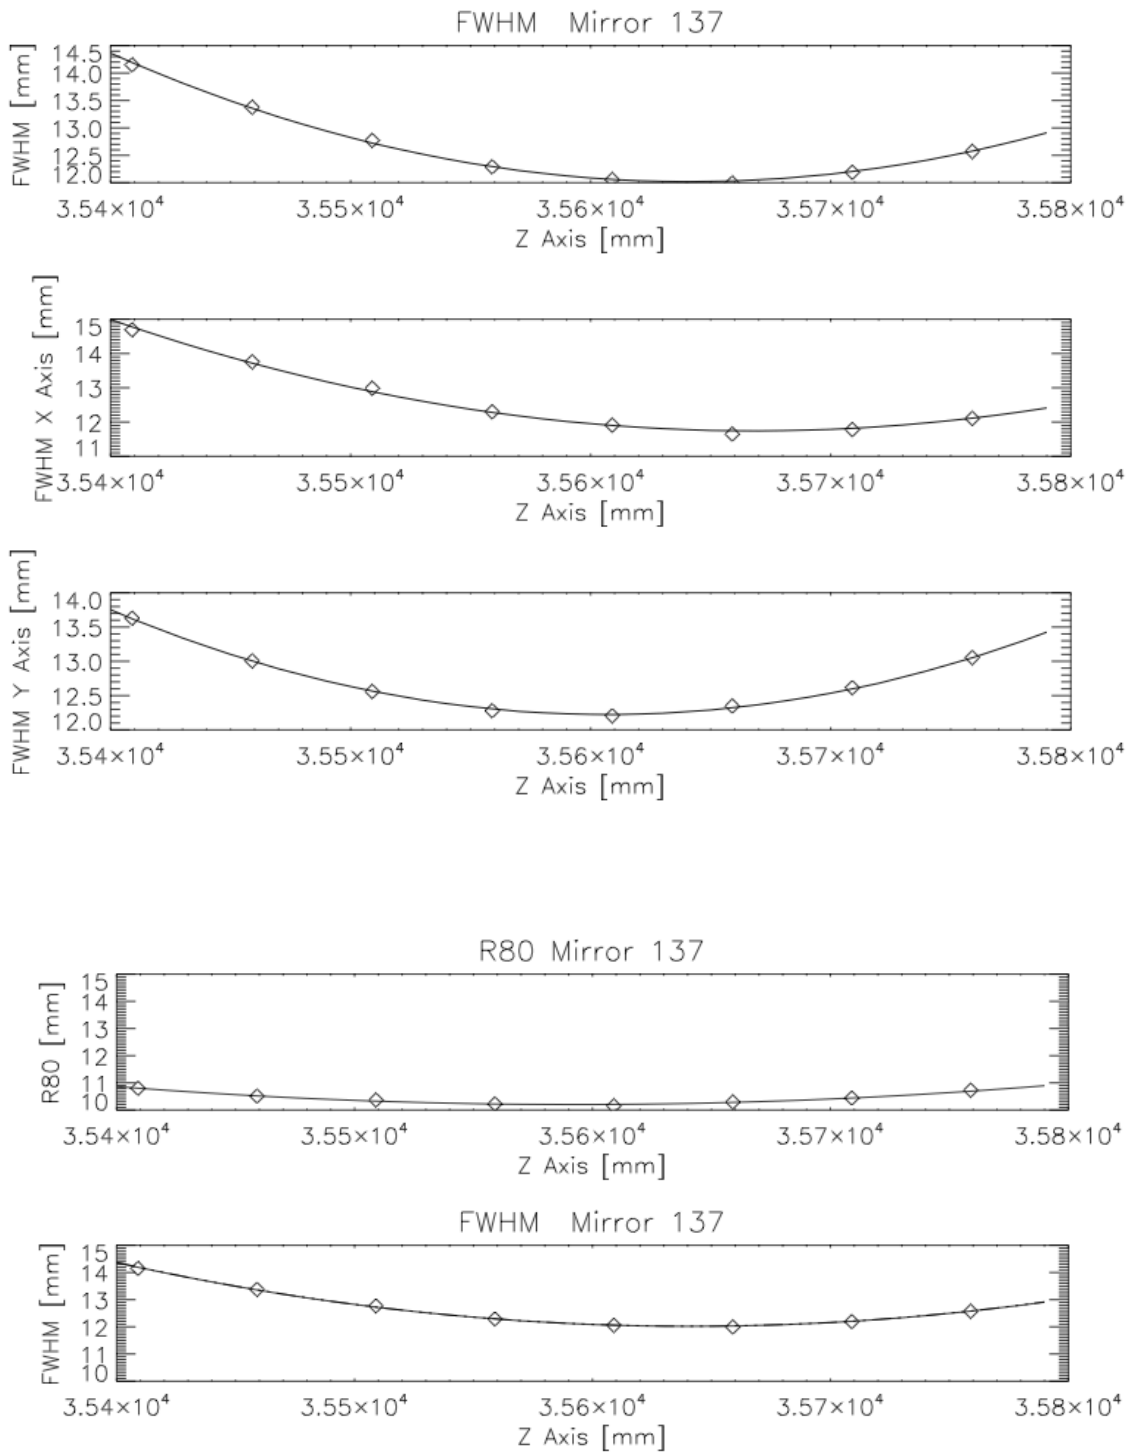 FWHM Mirror 137
FWHM [mm]
14.5
14.0
13.5
13.0
12.5
12.0
3.54×10⁴ 3.55×10⁴ 3.56×10⁴ 3.57×10⁴ 3.58×10⁴
Z Axis [mm]
FWHM X Axis [mm]
15
14
13
12
11
3.54×10⁴ 3.55×10⁴ 3.56×10⁴ 3.57×10⁴ 3.58×10⁴
Z Axis [mm]
FWHM Y Axis [mm]
14.0
13.5
13.0
12.5
12.0
3.54×10⁴ 3.55×10⁴ 3.56×10⁴ 3.57×10⁴ 3.58×10⁴
Z Axis [mm]
R80 Mirror 137
R80 [mm]
15
14
13
12
11
10
3.54×10⁴ 3.55×10⁴ 3.56×10⁴ 3.57×10⁴ 3.58×10⁴
Z Axis [mm]
FWHM Mirror 137
FWHM [mm]
15
14
13
12
11
10
3.54×10⁴ 3.55×10⁴ 3.56×10⁴ 3.57×10⁴ 3.58×10⁴
Z Axis [mm]